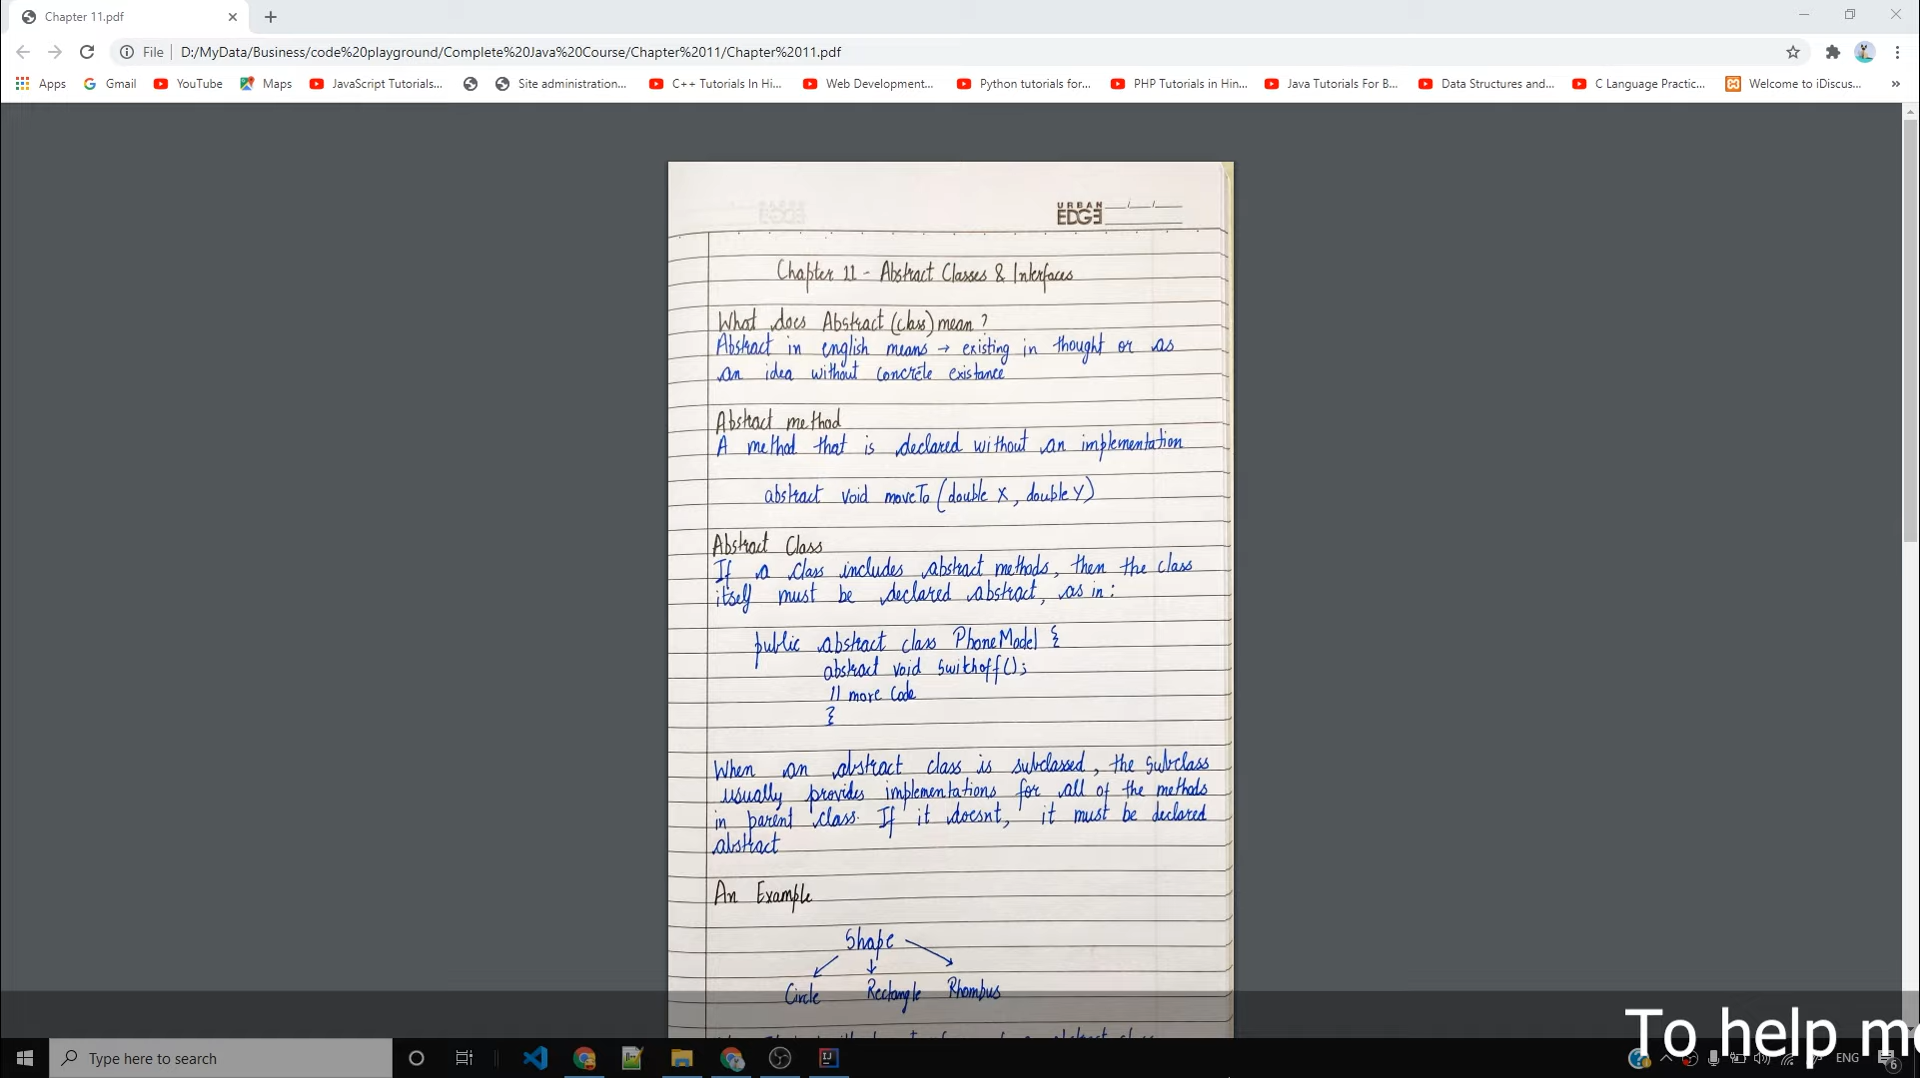 Chapter 11.pdf
File D:/MyData/Business/code%20playground/Complete%20Java%20Course/Chapter%2011/Chapter%2011.pdf
Apps Gmail YouTube Maps JavaScript Tutorials... Site administration... C++ Tutorials In Hi... Web Development... Python tutorials for... PHP Tutorials in Hin... Java Tutorials For B... Data Structures and... C Language Practic... Welcome to iDiscus... »
URBAN
EDGE
Chapter 11 - Abstract Classes & Interfaces
What does Abstract (class) mean ?
Abstract in english means → existing in thought or as
an idea without concrete existance
Abstract method
A method that is declared without an implementation
abstract void moveTo (double X, double Y)
Abstract Class
If a class includes abstract methods, then the class
itself must be declared abstract, as in :
public abstract class PhoneModel {
abstract void switchoff();
// more code
}
When an abstract class is subclassed, the subclass
usually provides implementations for all of the methods
in parent class. If it doesnt, it must be declared
abstract
An Example
Shape
Circle Rectangle Rhombus
To help me
Type here to search
ENG
6